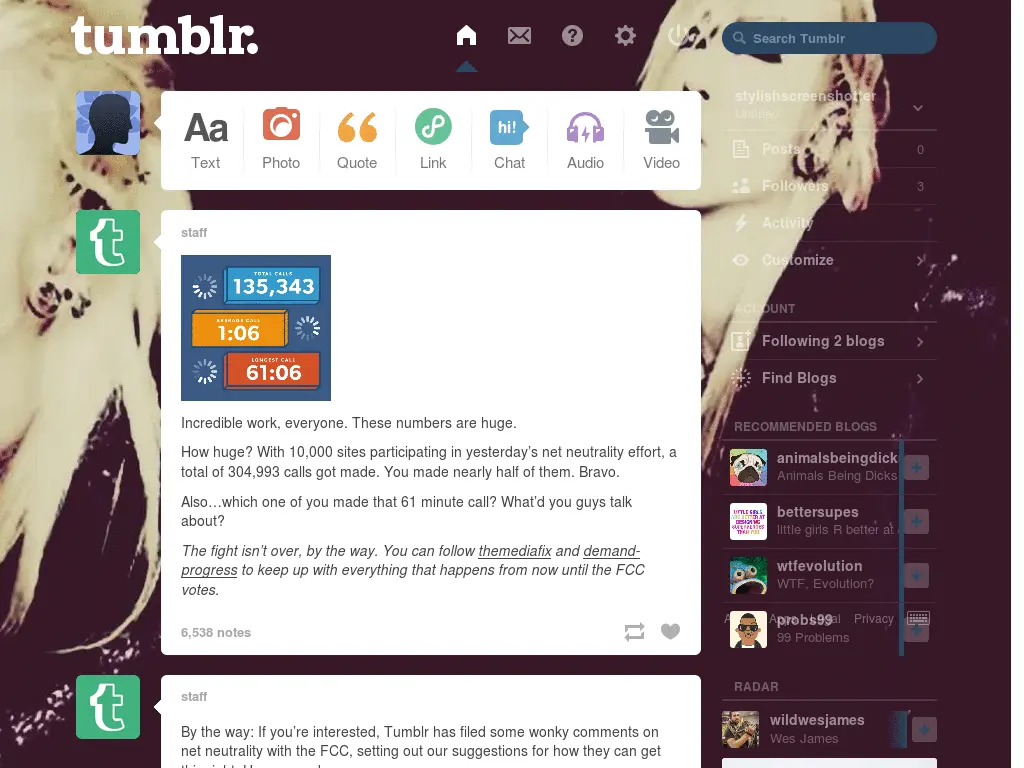 tumblr.
Search Tumblr
Aa
Text
Photo
Quote
Link
hi!
Chat
Audio
Video
staff
TOTAL CALLS
135,343
AVERAGE CALL
1:06
LONGEST CALL
61:06
Incredible work, everyone. These numbers are huge.
How huge? With 10,000 sites participating in yesterday's net neutrality effort, a
total of 304,993 calls got made. You made nearly half of them. Bravo.
Also…which one of you made that 61 minute call? What'd you guys talk
about?
The fight isn't over, by the way. You can follow themediafix and demand-
progress to keep up with everything that happens from now until the FCC
votes.
6,538 notes
staff
By the way: If you're interested, Tumblr has filed some wonky comments on
net neutrality with the FCC, setting out our suggestions for how they can get
stylishscreenshotter
Untitled
Posts 0
Followers 3
Activity
Customize
ACCOUNT
Following 2 blogs
Find Blogs
RECOMMENDED BLOGS
animalsbeingdick
Animals Being Dicks
bettersupes
little girls R better at
wtfevolution
WTF, Evolution?
probs99
Privacy
99 Problems
RADAR
wildwesjames
Wes James